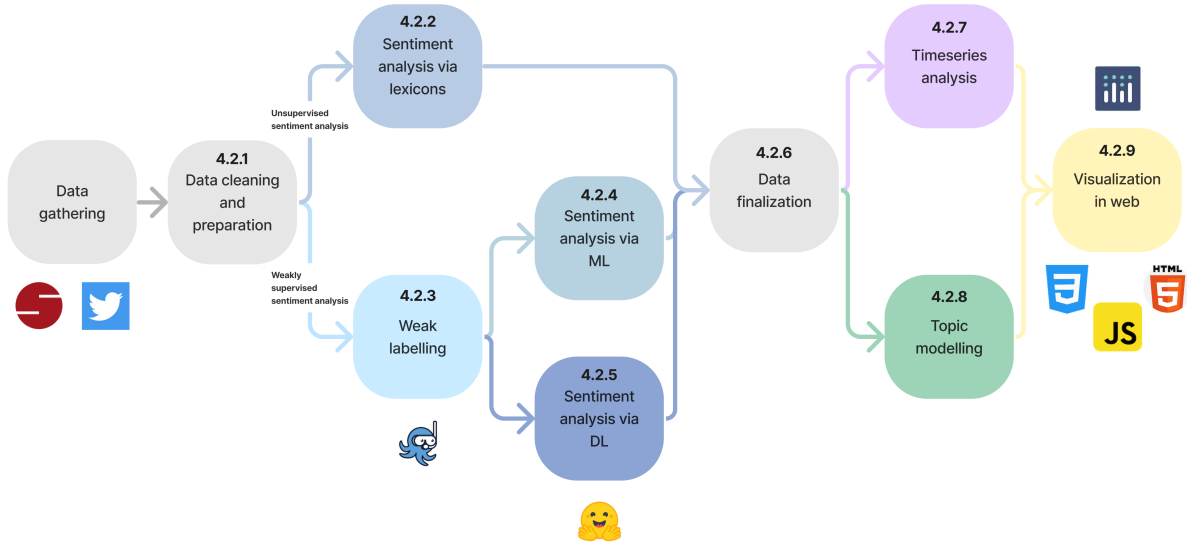 Data
gathering
4.2.1
Data cleaning
and
preparation
Unsupervised
sentiment analysis
Weakly
supervised
sentiment analysis
4.2.2
Sentiment
analysis via
lexicons
4.2.3
Weak
labelling
4.2.4
Sentiment
analysis via
ML
4.2.5
Sentiment
analysis via
DL
4.2.6
Data
finalization
4.2.7
Timeseries
analysis
4.2.8
Topic
modelling
4.2.9
Visualization
in web
HTML
5
3
JS